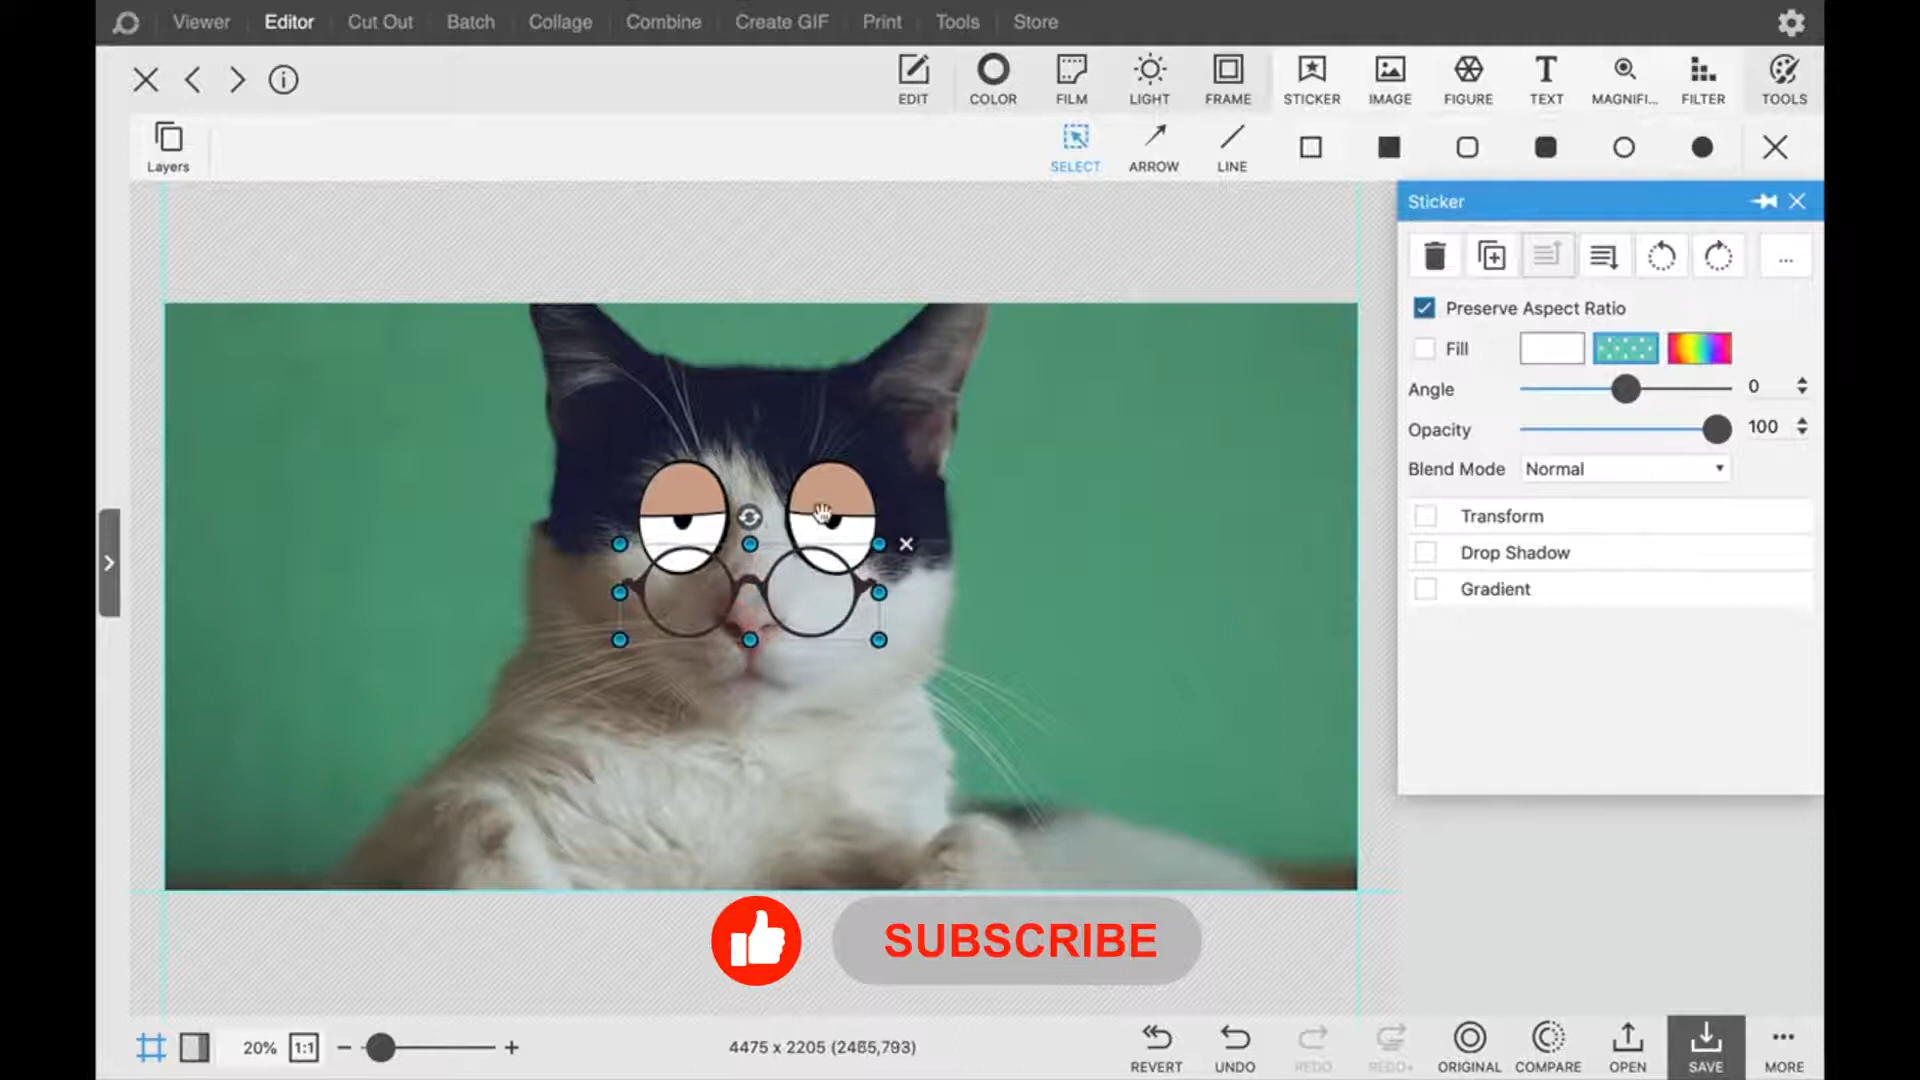 Viewer Editor Cut Out Batch Collage Combine Create GIF Print Tools Store
EDIT COLOR FILM LIGHT FRAME STICKER IMAGE FIGURE TEXT MAGNIFI... FILTER TOOLS
Layers SELECT ARROW LINE
Sticker
...
Preserve Aspect Ratio
Fill
Angle 0
Opacity 100
Blend Mode Normal
Transform
Drop Shadow
Gradient
SUBSCRIBE
20% 1:1 4475 x 2205 (2485,793)
REVERT UNDO REDO REDO+ ORIGINAL COMPARE OPEN SAVE MORE